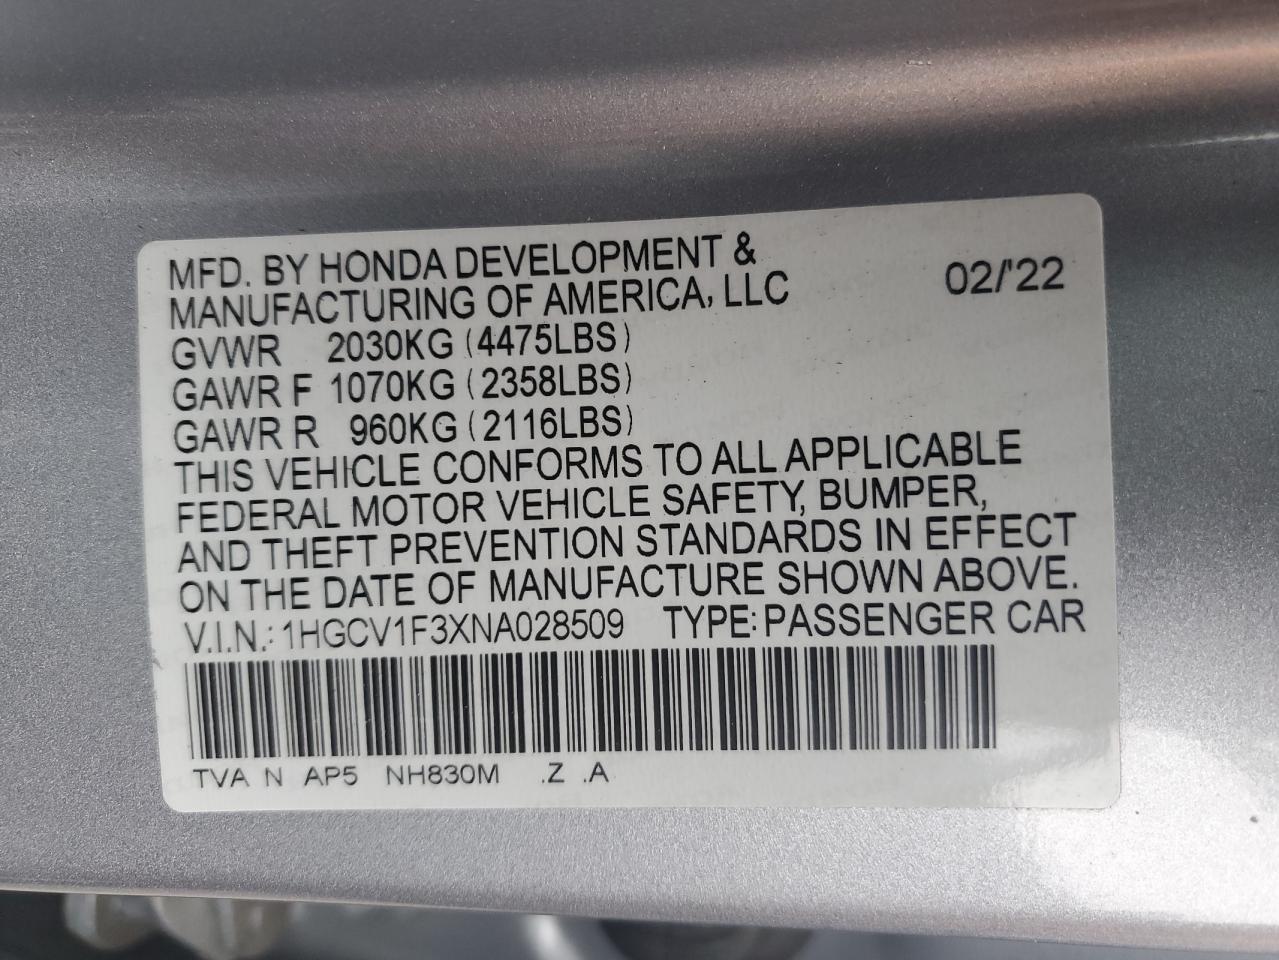 MFD. BY HONDA DEVELOPMENT &
MANUFACTURING OF AMERICA, LLC 02/'22
GVWR 2030KG (4475LBS)
GAWR F 1070KG (2358LBS)
GAWR R 960KG (2116LBS)
THIS VEHICLE CONFORMS TO ALL APPLICABLE
FEDERAL MOTOR VEHICLE SAFETY, BUMPER,
AND THEFT PREVENTION STANDARDS IN EFFECT
ON THE DATE OF MANUFACTURE SHOWN ABOVE.
V.I.N.: 1HGCV1F3XNA028509 TYPE: PASSENGER CAR
TVA N AP5 NH830M .Z .A